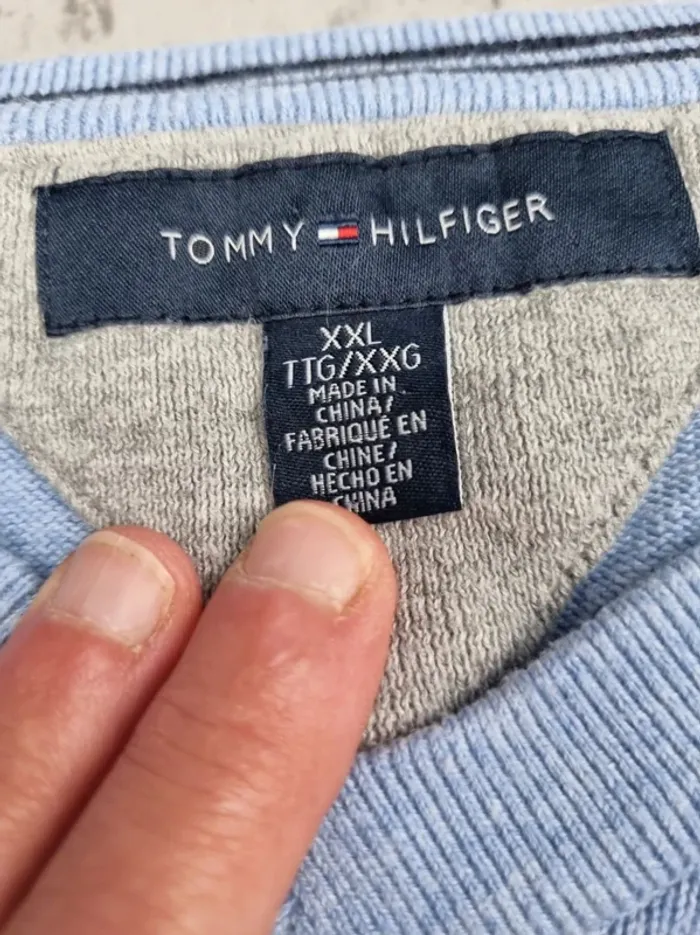 TOMMY HILFIGER
XXL
TTG/XXG
MADE IN
CHINA/
FABRIQUÉ EN
CHINE/
HECHO EN
CHINA